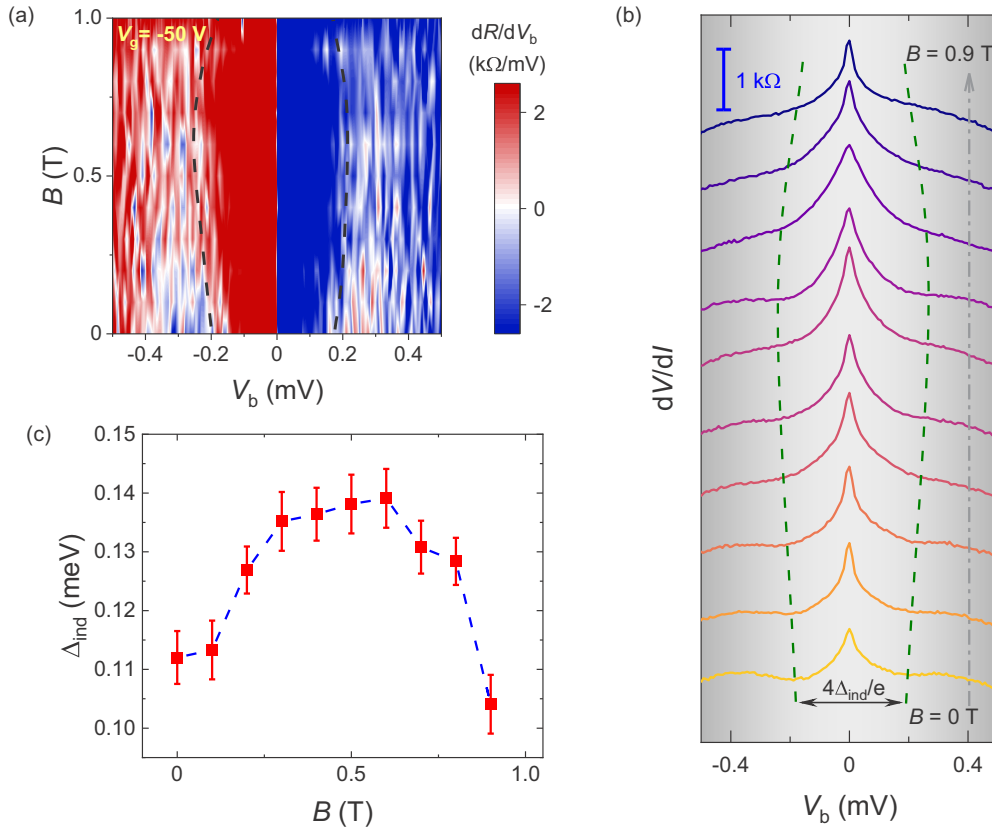 (a)
V_g= -50 V
dR/dV_b
(kΩ/mV)
1.0
0.5
0
B (T)
-0.4
-0.2
0
0.2
0.4
V_b (mV)
2
0
-2
(b)
1 kΩ
B = 0.9 T
dV/dI
4Δ_ind/e
B = 0 T
-0.4
0
0.4
V_b (mV)
(c)
0.15
0.14
0.13
0.12
0.11
0.10
Δ_ind (meV)
0
0.5
1.0
B (T)